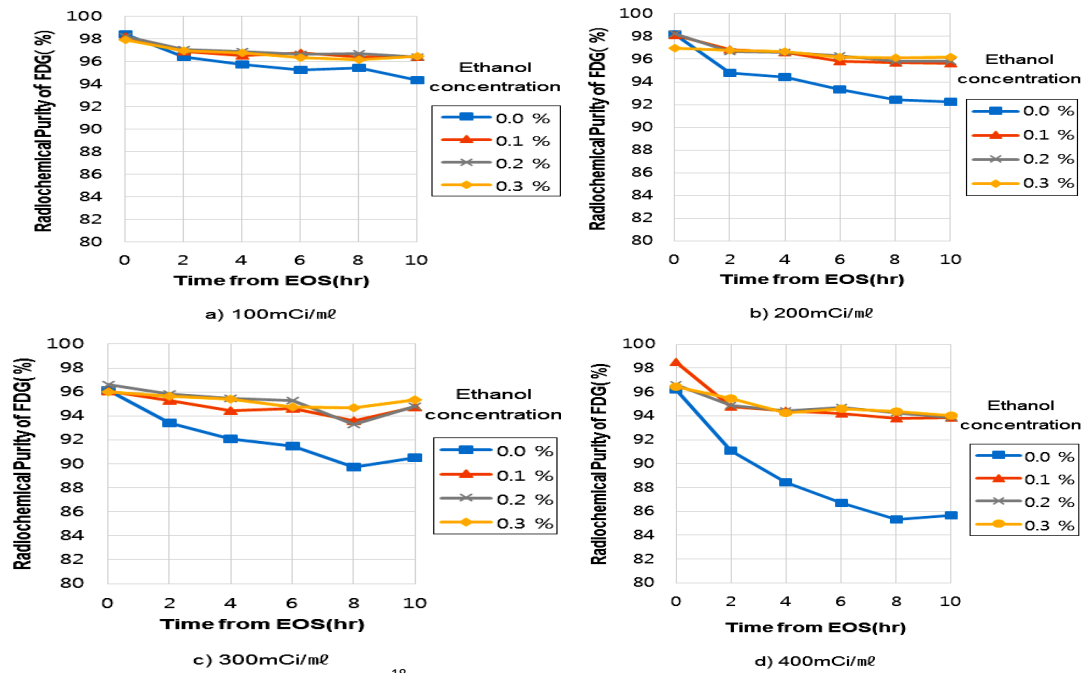 Radiochemical Purity of FDG( %)
100
98
96
94
92
90
98
86
84
82
80
0 2 4 6 8 10
Time from EOS(hr)
Ethanol
concentration
0.0 %
0.1 %
0.2 %
0.3 %
a) 100mCi/㎖
Radiochemical Purity of FDG( %)
100
98
96
94
92
90
88
86
84
82
80
0 2 4 6 8 10
Time from EOS(hr)
Ethanol
concentration
0.0 %
0.1 %
0.2 %
0.3 %
b) 200mCi/㎖
Radiochemical Purity of FDG( %)
100
98
96
94
92
90
88
86
84
82
80
0 2 4 6 8 10
Time from EOS(hr)
Ethanol
concentration
0.0 %
0.1 %
0.2 %
0.3 %
c) 300mCi/㎖
Radiochemical Purity of FDG( %)
100
98
96
94
92
90
88
86
84
82
80
0 2 4 6 8 10
Time from EOS(hr)
Ethanol
concentration
0.0 %
0.1 %
0.2 %
0.3 %
d) 400mCi/㎖